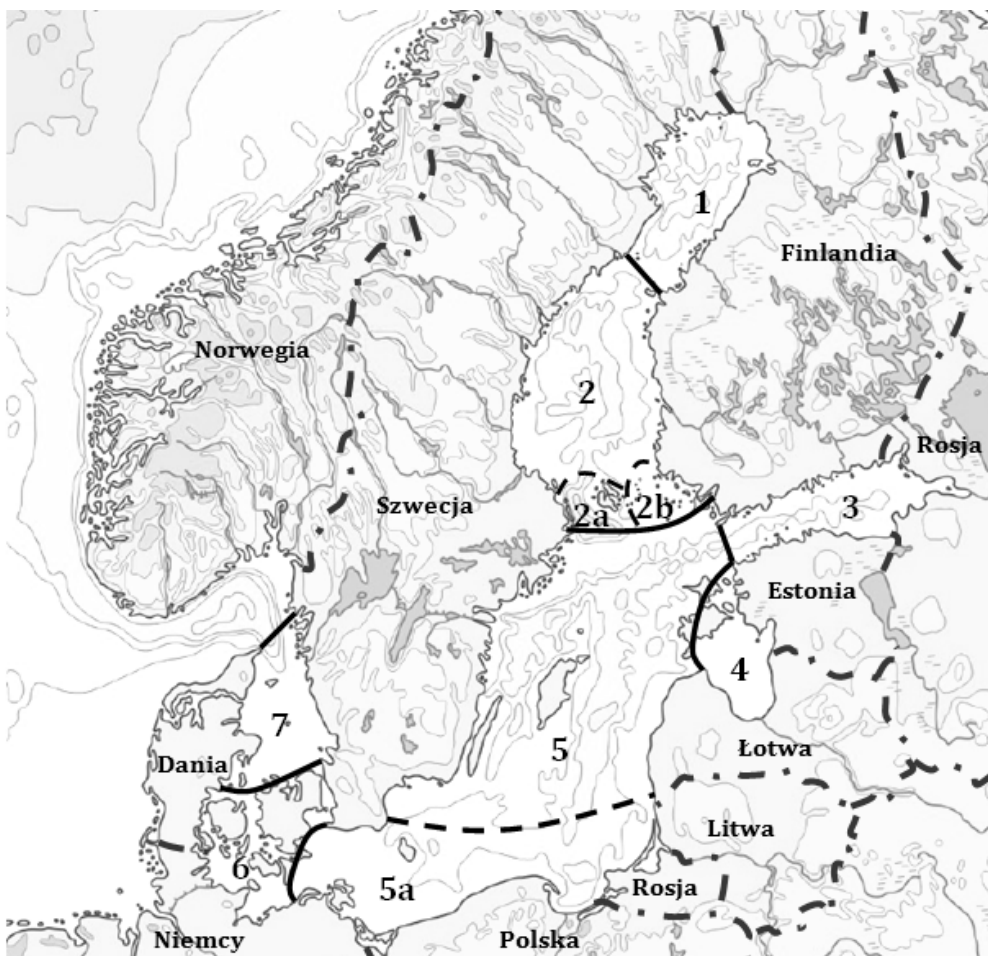 1
Finlandia
Norwegia
2
Rosja
Szwecja
2a
2b
3
Estonia
4
7
5
Dania
Łotwa
Litwa
6
5a
Rosja
Niemcy
Polska